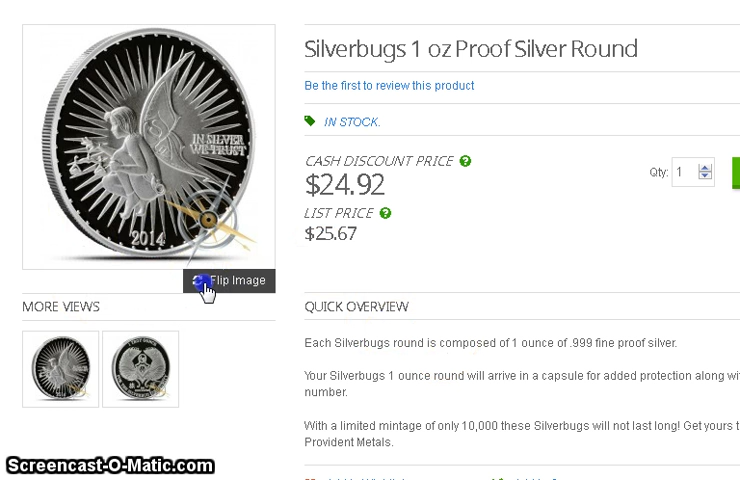 Silverbugs 1 oz Proof Silver Round
Be the first to review this product
IN STOCK.
CASH DISCOUNT PRICE
$24.92
LIST PRICE
$25.67
Qty: 1
IN SILVER
WE TRUST
2014
Flip Image
MORE VIEWS
QUICK OVERVIEW
Each Silverbugs round is composed of 1 ounce of .999 fine proof silver.
Your Silverbugs 1 ounce round will arrive in a capsule for added protection along
number.
With a limited mintage of only 10,000 these Silverbugs will not last long! Get yours
Provident Metals.
Screencast-O-Matic.com